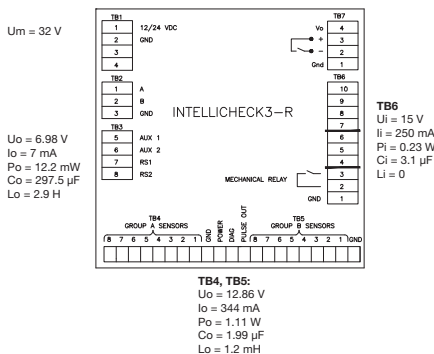 Um = 32 V
TB1
1 12/24 VDC
2 GND
3
4
TB2
1 A
2 B
3 GND
TB3
5 AUX 1
6 AUX 2
7 RS1
8 RS2
Uo = 6.98 V
Io = 7 mA
Po = 12.2 mW
Co = 297.5 µF
Lo = 2.9 H
INTELLICHECK3-R
TB7
Vo 4
+ 3
- 2
Gnd 1
TB6
10
9
8
7
6
5
4
MECHANICAL RELAY 3
2
GND 1
TB6
Ui = 15 V
Ii = 250 mA
Pi = 0.23 W
Ci = 3.1 µF
Li = 0
TB4
GROUP A SENSORS
8 7 6 5 4 3 2 1 GND POWER DIAG PULSE OUT
TB5
GROUP B SENSORS
8 7 6 5 4 3 2 1 GND
TB4, TB5:
Uo = 12.86 V
Io = 344 mA
Po = 1.11 W
Co = 1.99 µF
Lo = 1.2 mH